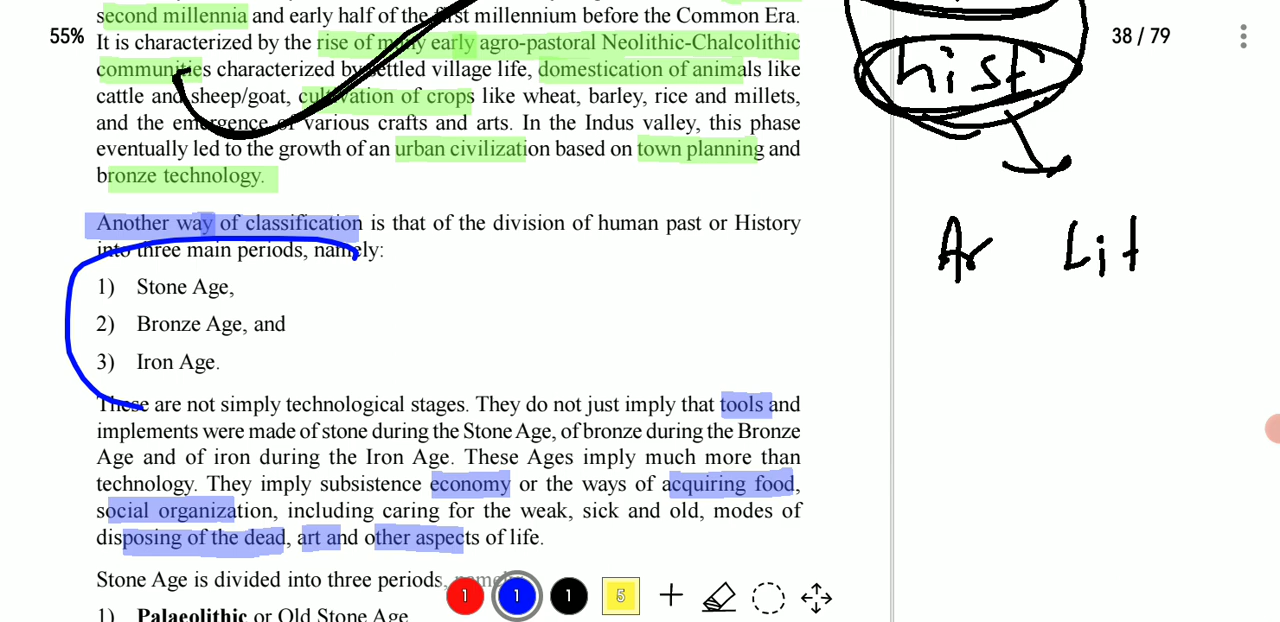 second millennia and early half of the first millennium before the Common Era.
55%
It is characterized by the rise of many early agro-pastoral Neolithic-Chalcolithic
38 / 79
communities characterized by settled village life, domestication of animals like
hist
cattle and sheep/goat, cultivation of crops like wheat, barley, rice and millets,
and the emergence of various crafts and arts. In the Indus valley, this phase
eventually led to the growth of an urban civilization based on town planning and
bronze technology.
Another way of classification is that of the division of human past or History
into three main periods, namely:
Ar Lit
1) Stone Age,
2) Bronze Age, and
3) Iron Age.
These are not simply technological stages. They do not just imply that tools and
implements were made of stone during the Stone Age, of bronze during the Bronze
Age and of iron during the Iron Age. These Ages imply much more than
technology. They imply subsistence economy or the ways of acquiring food,
social organization, including caring for the weak, sick and old, modes of
disposing of the dead, art and other aspects of life.
Stone Age is divided into three periods, namely
1 1 1 5
1) Palaeolithic or Old Stone Age